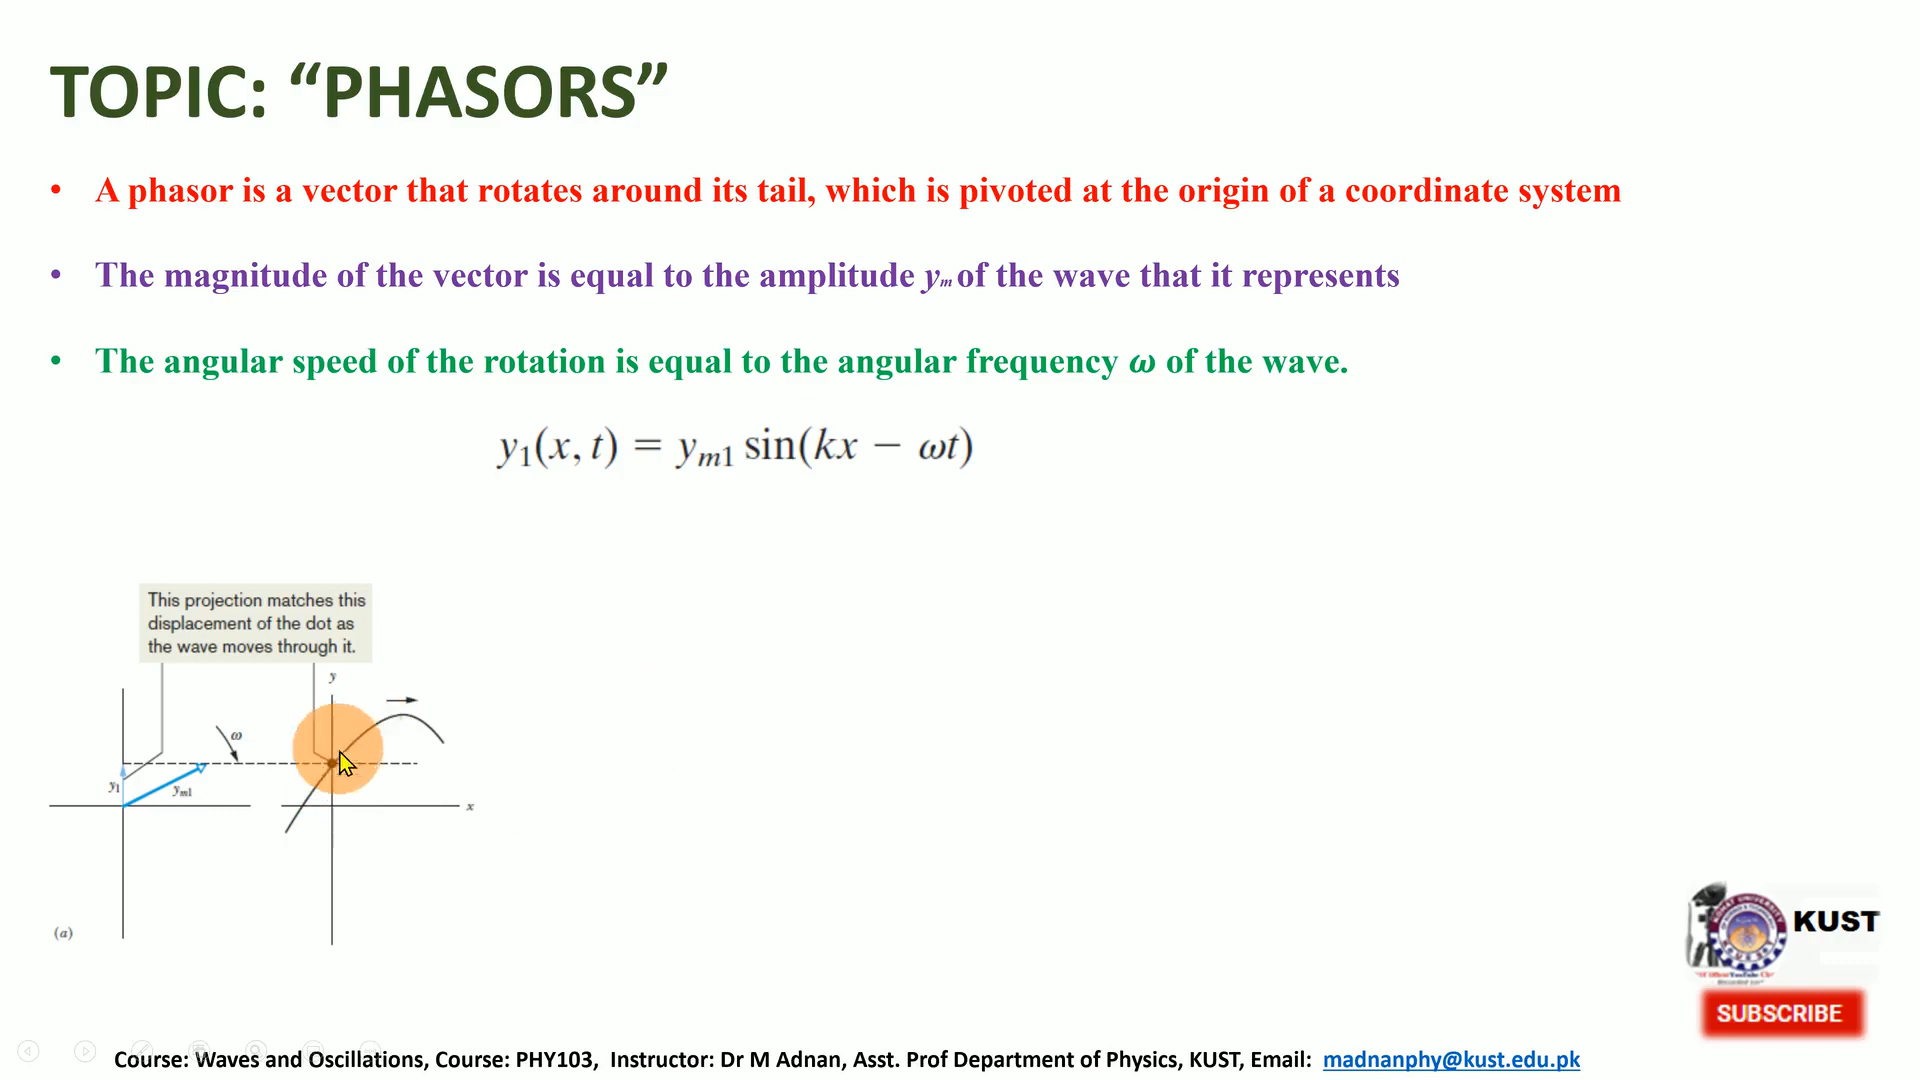 TOPIC: “PHASORS”
• A phasor is a vector that rotates around its tail, which is pivoted at the origin of a coordinate system
• The magnitude of the vector is equal to the amplitude yₘ of the wave that it represents
• The angular speed of the rotation is equal to the angular frequency ω of the wave.
y₁(x, t) = yₘ₁ sin(kx − ωt)
This projection matches this
displacement of the dot as
the wave moves through it.
y
ω
y₁
yₘ₁
x
(a)
KUST
SUBSCRIBE
Course: Waves and Oscillations, Course: PHY103, Instructor: Dr M Adnan, Asst. Prof Department of Physics, KUST, Email: madnanphy@kust.edu.pk